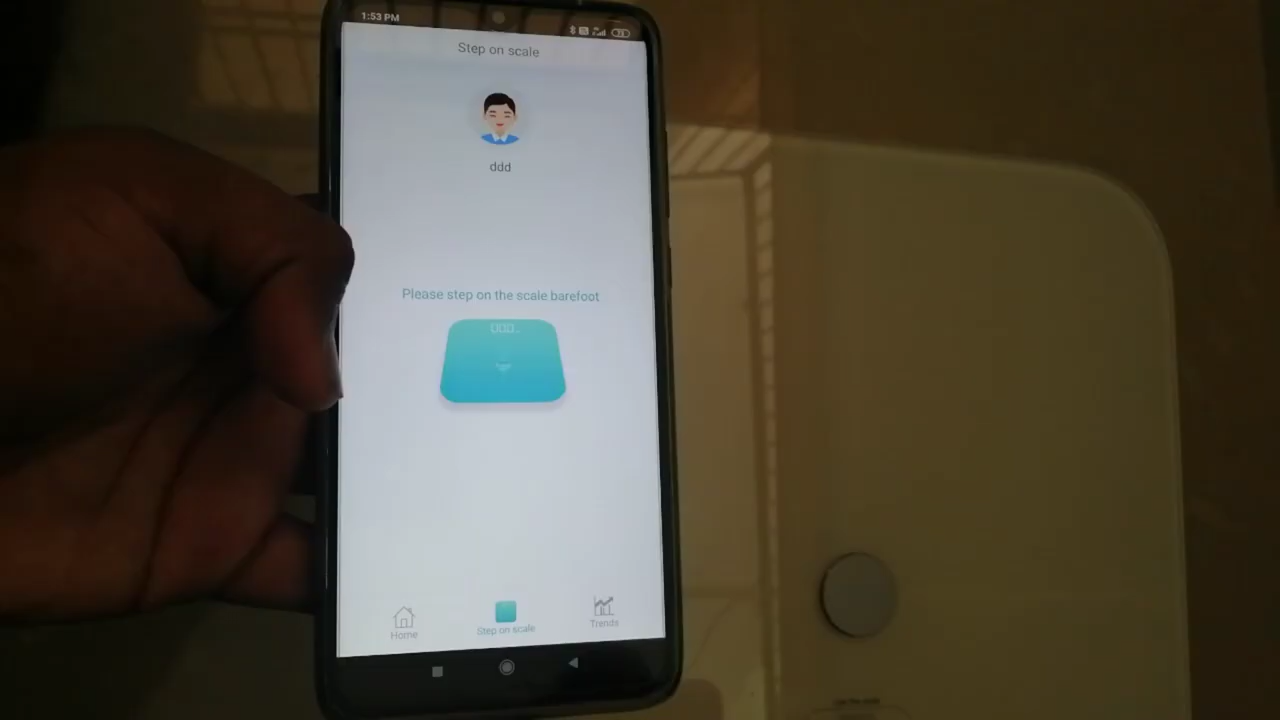 1:53 PM
Step on scale
ddd
Please step on the scale barefoot
Home
Step on scale
Trends